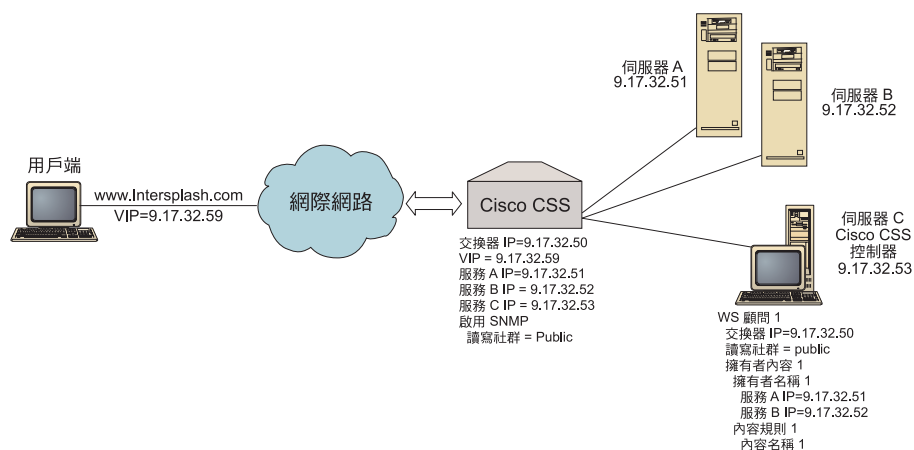 伺服器 A
9.17.32.51
伺服器 B
9.17.32.52
用戶端
www.Intersplash.com
VIP=9.17.32.59
網際網路
Cisco CSS
交換器 IP=9.17.32.50
VIP = 9.17.32.59
服務 A IP=9.17.32.51
服務 B IP = 9.17.32.52
服務 C IP = 9.17.32.53
啟用 SNMP
讀寫社群 = Public
伺服器 C
Cisco CSS
控制器
9.17.32.53
WS 顧問 1
交換器 IP=9.17.32.50
讀寫社群 = public
擁有者內容 1
擁有者名稱 1
服務 A IP=9.17.32.51
服務 B IP=9.17.32.52
內容規則 1
內容名稱 1